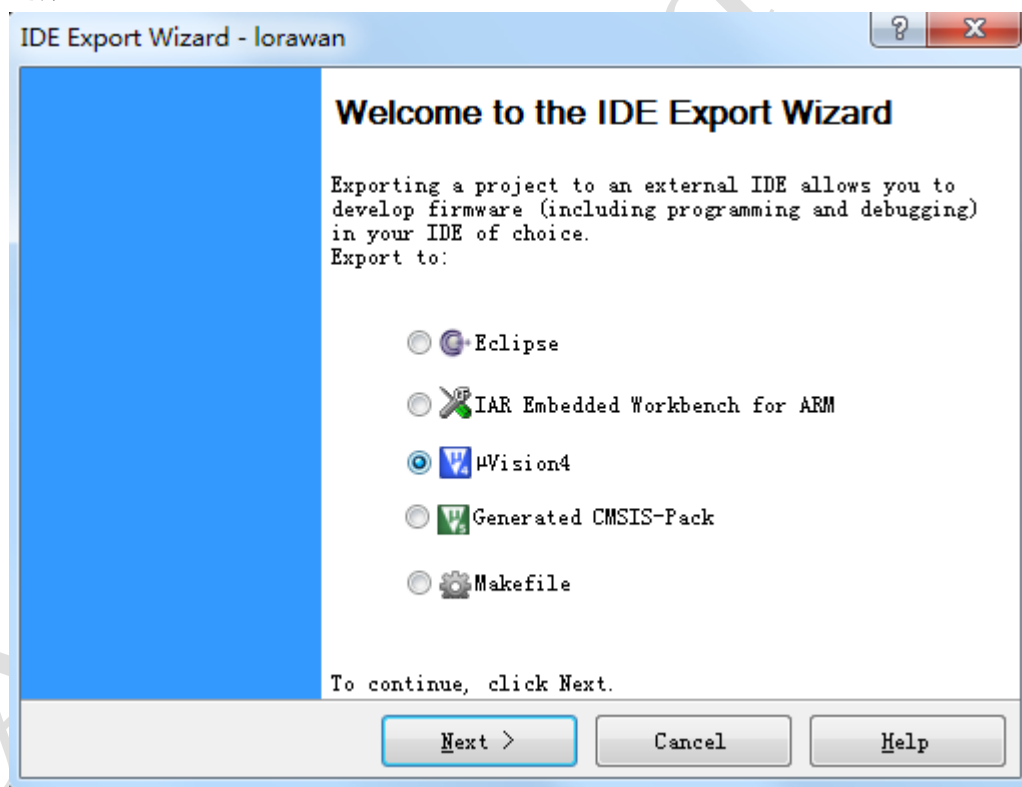 IDE Export Wizard - lorawan
Welcome to the IDE Export Wizard
Exporting a project to an external IDE allows you to
develop firmware (including programming and debugging)
in your IDE of choice.
Export to:
Eclipse
IAR Embedded Workbench for ARM
µVision4
Generated CMSIS-Pack
Makefile
To continue, click Next.
Next >
Cancel
Help